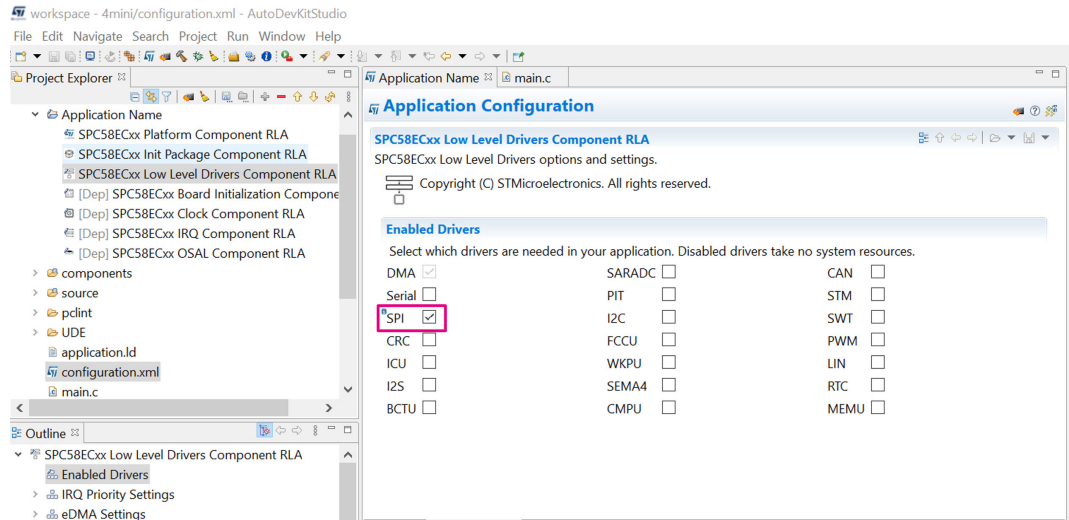 workspace - 4mini/configuration.xml - AutoDevKitStudio
File Edit Navigate Search Project Run Window Help
Project Explorer
Application Name
SPC58ECxx Platform Component RLA
SPC58ECxx Init Package Component RLA
SPC58ECxx Low Level Drivers Component RLA
[Dep] SPC58ECxx Board Initialization Compone
[Dep] SPC58ECxx Clock Component RLA
[Dep] SPC58ECxx IRQ Component RLA
[Dep] SPC58ECxx OSAL Component RLA
components
source
pclint
UDE
application.ld
configuration.xml
main.c
Outline
SPC58ECxx Low Level Drivers Component RLA
Enabled Drivers
IRQ Priority Settings
eDMA Settings
Application Name main.c
Application Configuration
SPC58ECxx Low Level Drivers Component RLA
SPC58ECxx Low Level Drivers options and settings.
Copyright (C) STMicroelectronics. All rights reserved.
Enabled Drivers
Select which drivers are needed in your application. Disabled drivers take no system resources.
DMA SARADC CAN
Serial PIT STM
SPI I2C SWT
CRC FCCU PWM
ICU WKPU LIN
I2S SEMA4 RTC
BCTU CMPU MEMU